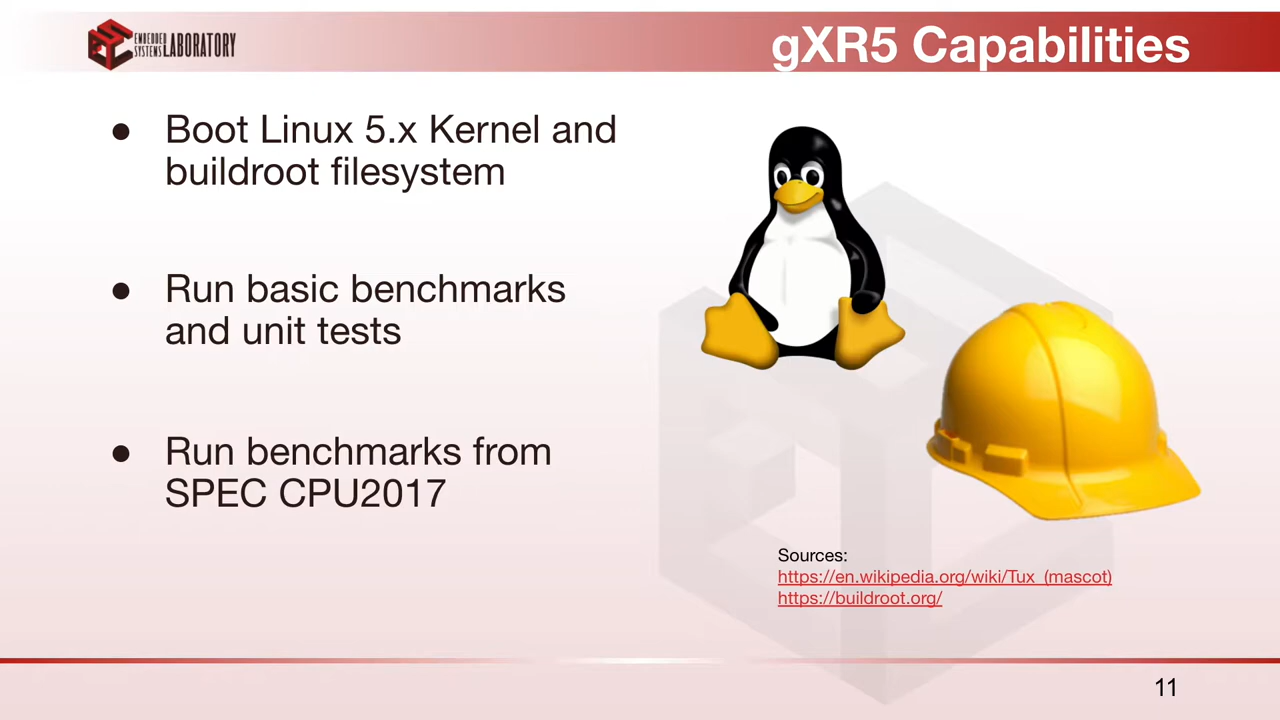 EMBEDDED
SYSTEMS LABORATORY
gXR5 Capabilities
● Boot Linux 5.x Kernel and
buildroot filesystem
● Run basic benchmarks
and unit tests
● Run benchmarks from
SPEC CPU2017
Sources:
https://en.wikipedia.org/wiki/Tux_(mascot)
https://buildroot.org/
11